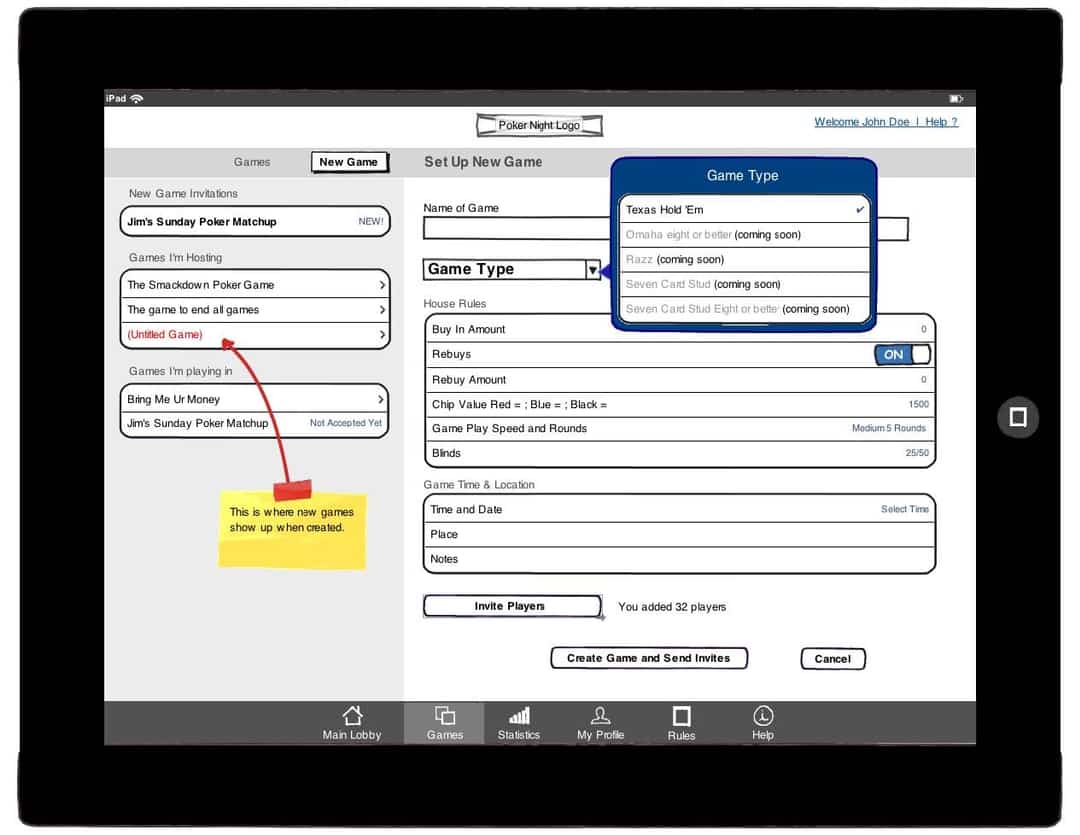 iPad
Poker Night Logo
Welcome John Doe | Help ?
Games
New Game
Set Up New Game
New Game Invitations
Jim's Sunday Poker Matchup NEW!
Games I'm Hosting
The Smackdown Poker Game
The game to end all games
(Untitled Game)
Games I'm playing in
Bring Me Ur Money
Jim's Sunday Poker Matchup Not Accepted Yet
This is where new games
show up when created.
Name of Game
Game Type
Game Type
Texas Hold 'Em
Omaha eight or better (coming soon)
Razz (coming soon)
Seven Card Stud (coming soon)
Seven Card Stud Eight or better (coming soon)
House Rules
Buy In Amount 0
Rebuys ON
Rebuy Amount 0
Chip Value Red = ; Blue = ; Black = 1500
Game Play Speed and Rounds Medium 5 Rounds
Blinds 25/50
Game Time & Location
Time and Date Select Time
Place
Notes
Invite Players You added 32 players
Create Game and Send Invites Cancel
Main Lobby Games Statistics My Profile Rules Help